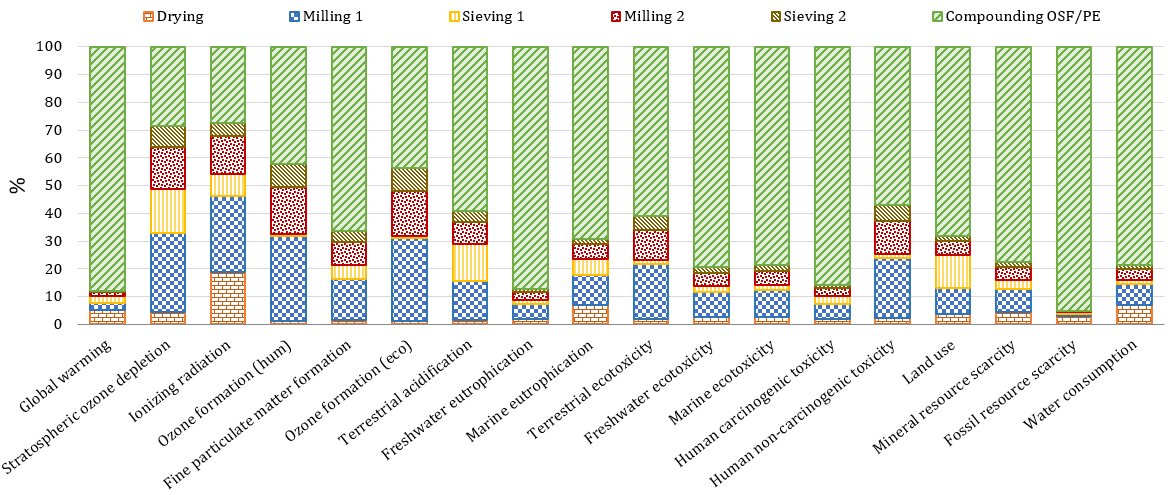 Drying Milling 1 Sieving 1 Milling 2 Sieving 2 Compounding OSF/PE
100
90
80
70
60
50
40
30
20
10
0
%
Global warming
Stratospheric ozone depletion
Ionizing radiation
Ozone formation (hum)
Fine particulate matter formation
Ozone formation (eco)
Terrestrial acidification
Freshwater eutrophication
Marine eutrophication
Terrestrial ecotoxicity
Freshwater ecotoxicity
Marine ecotoxicity
Human carcinogenic toxicity
Human non-carcinogenic toxicity
Land use
Mineral resource scarcity
Fossil resource scarcity
Water consumption